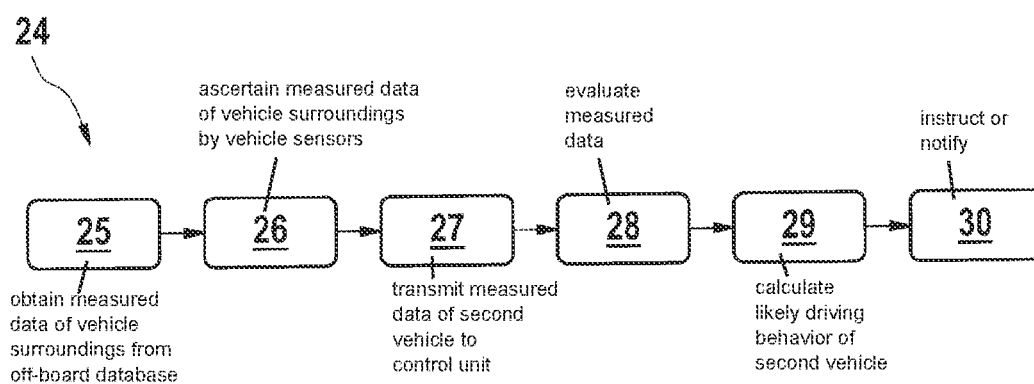 24
ascertain measured data
of vehicle surroundings
by vehicle sensors
evaluate
measured
data
instruct or
notify
25
26
27
28
29
30
obtain measured
data of vehicle
surroundings from
off-board database
transmit measured
data of second
vehicle to
control unit
calculate
likely driving
behavior of
second vehicle